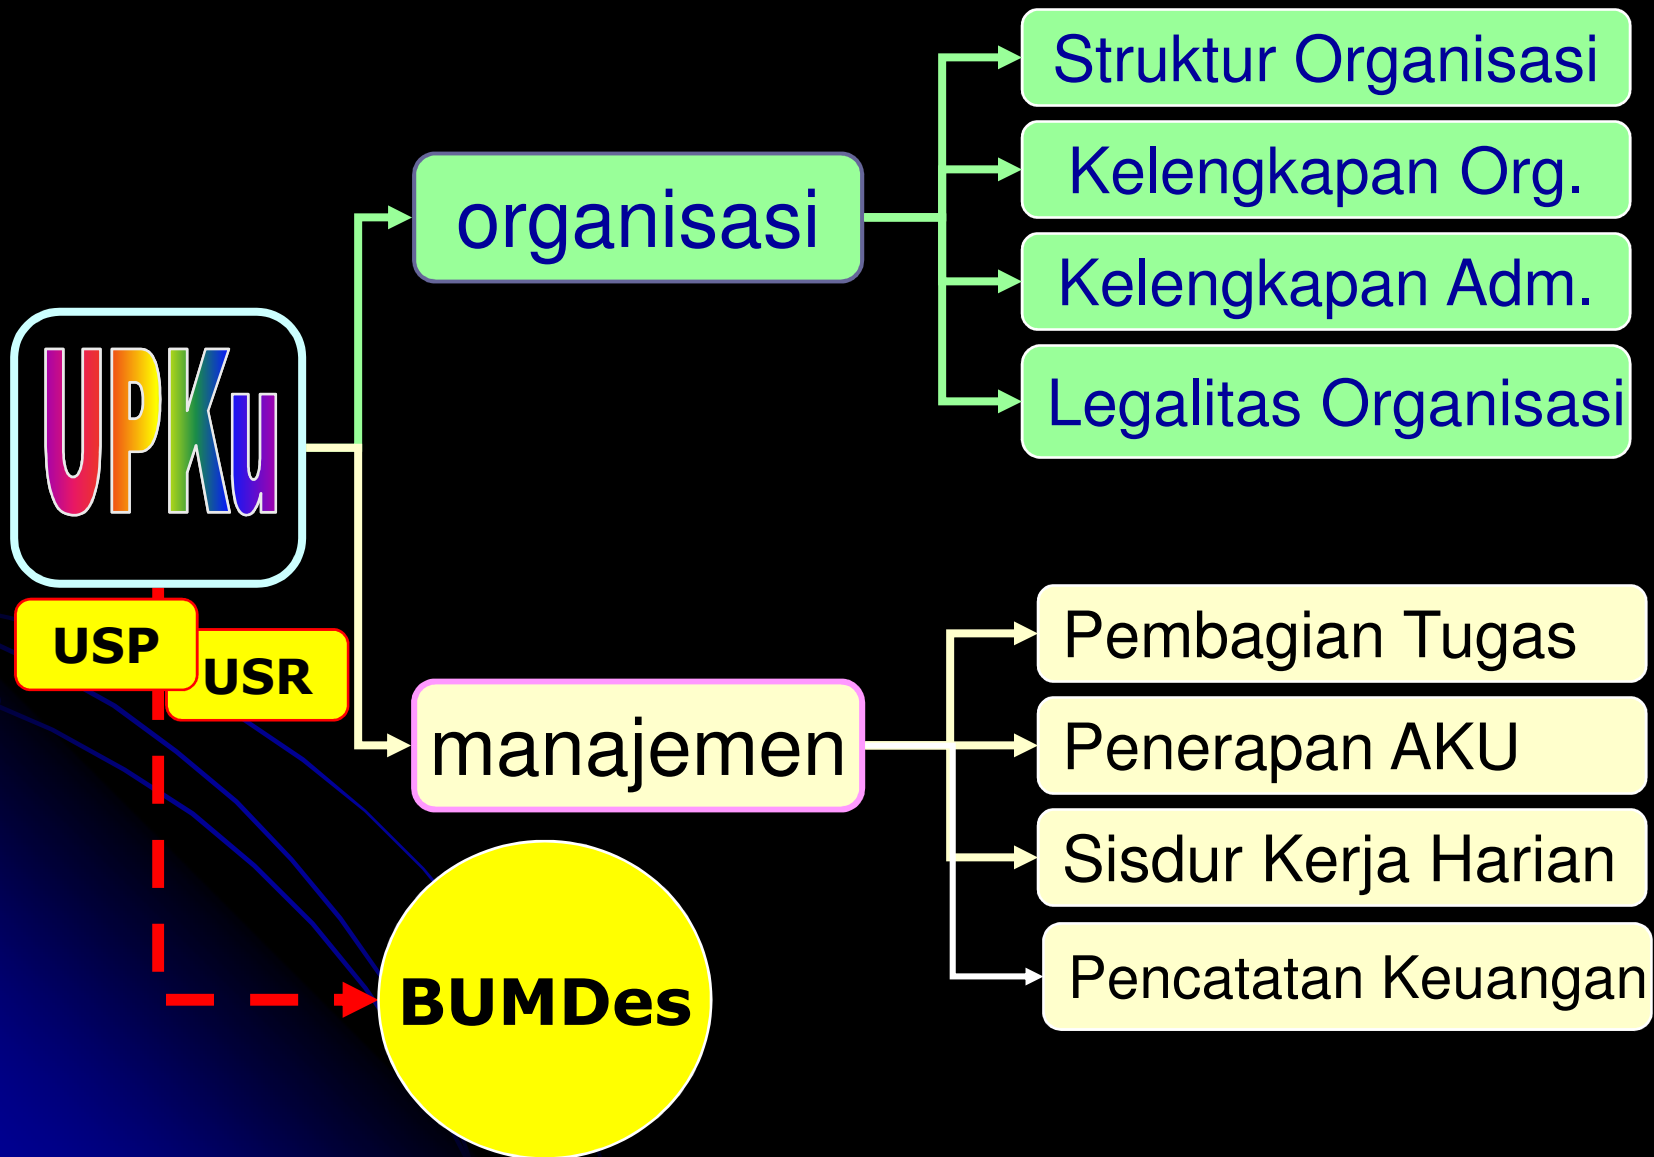 UPKu
USP
USR
BUMDes
organisasi
Struktur Organisasi
Kelengkapan Org.
Kelengkapan Adm.
Legalitas Organisasi
manajemen
Pembagian Tugas
Penerapan AKU
Sisdur Kerja Harian
Pencatatan Keuangan